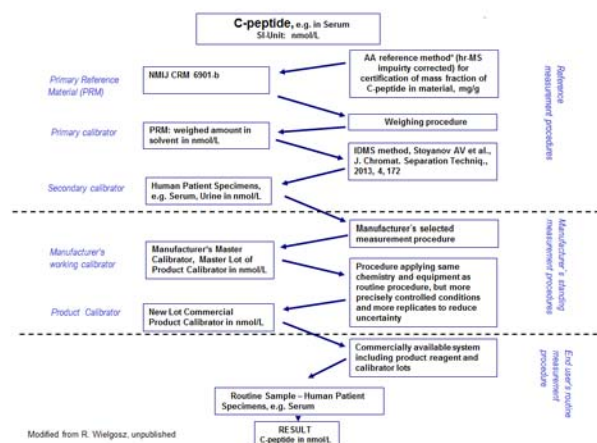 C-peptide, e.g. in Serum
SI-Unit: nmol/L
Primary Reference
Material (PRM)
NMIJ CRM 6901-b
AA reference method* (hr-MS
impurity corrected) for
certification of mass fraction of
C-peptide in material, mg/g
Reference
measurement procedures
Weighing procedure
Primary calibrator
PRM: weighed amount in
solvent in nmol/L
IDMS method, Stoyanov AV et al.,
J. Chromat. Separation Techniq.,
2013, 4, 172
Secondary calibrator
Human Patient Specimens,
e.g. Serum, Urine in nmol/L
Manufacturer´s selected
measurement procedure
Manufacturer´s standing
measurement procedures
Manufacturer's
working calibrator
Manufacturer's Master
Calibrator, Master Lot of
Product Calibrator in nmol/L
Procedure applying same
chemistry and equipment as
routine procedure, but more
precisely controlled conditions
and more replicates to reduce
uncertainty
Product Calibrator
New Lot Commercial
Product Calibrator in nmol/L
Commercially available system
including product reagent and
calibrator lots
End user's routine
measurement
procedure
Routine Sample – Human Patient
Specimens, e.g. Serum
RESULT
C-peptide in nmol/L
Modified from R. Wielgosz, unpublished